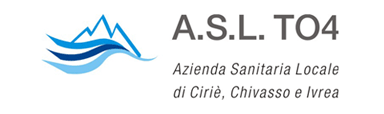 A.S.L. TO4
Azienda Sanitaria Locale
di Ciriè, Chivasso e Ivrea